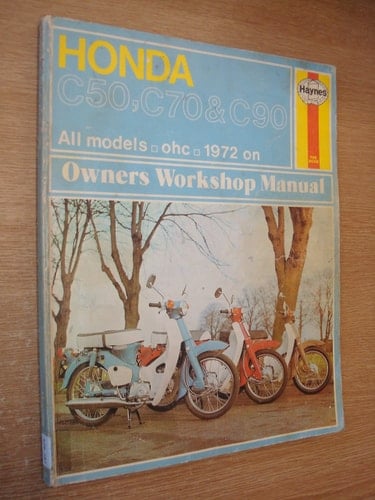 HONDA
C50, C70 & C90
Haynes
All models ▫ ohc ▫ 1972 on
Owners Workshop Manual